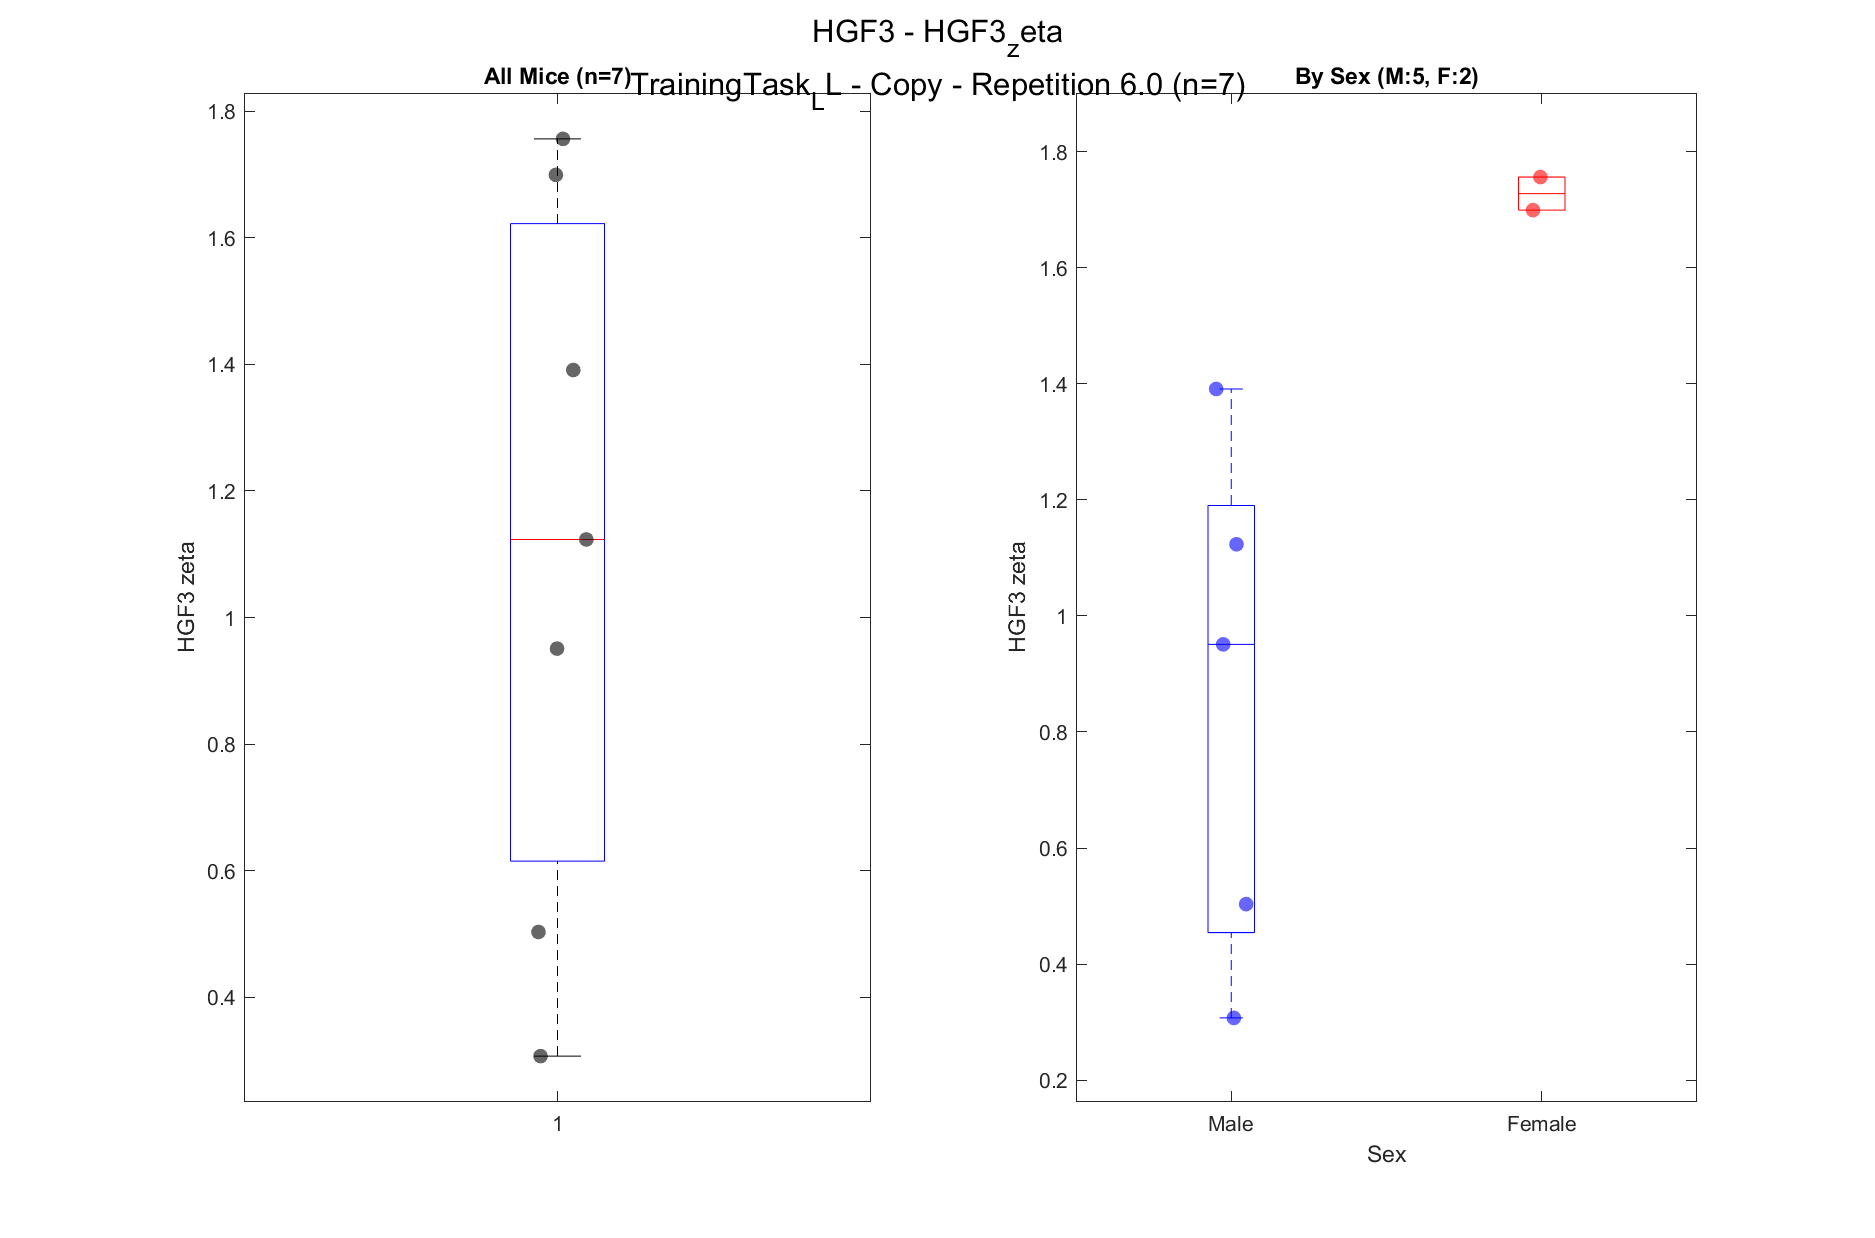 HGF3 - HGF3_zeta
TrainingTask_LL - Copy - Repetition 6.0 (n=7)
All Mice (n=7)
1.8
1.6
1.4
1.2
1
0.8
0.6
0.4
HGF3 zeta
1
By Sex (M:5, F:2)
1.8
1.6
1.4
1.2
1
0.8
0.6
0.4
0.2
HGF3 zeta
Male Female
Sex